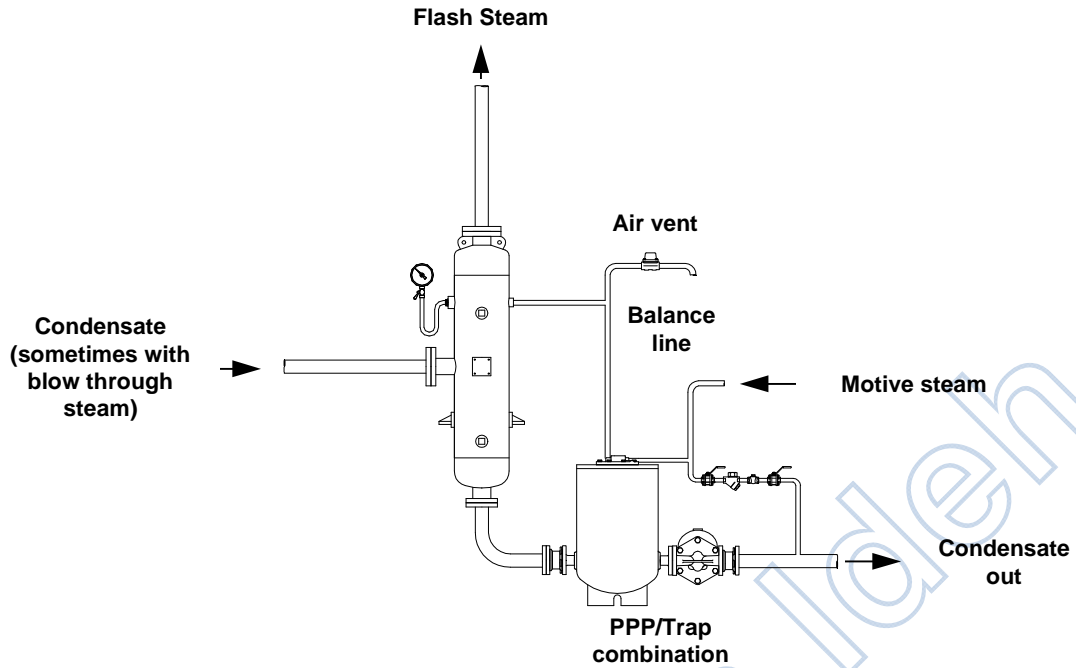 Flash Steam
Air vent
Balance
line
Condensate
(sometimes with
blow through
steam)
Motive steam
Condensate
out
PPP/Trap
combination
Ideh